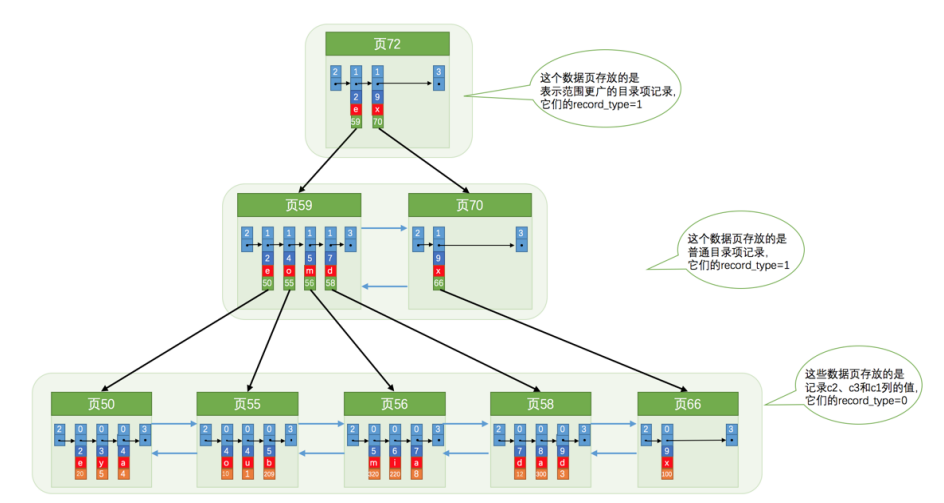 页72
2 1 1 3
2 9
e x
59 70
这个数据页存放的是
表示范围更广的目录项记录,
它们的record_type=1
页59
页70
2 1 1 1 1 3
2 1 3
2 4 5 7
9
e o m d
x
50 55 56 58
66
这个数据页存放的是
普通目录项记录,
它们的record_type=1
页50
页55
页56
页58
页66
2 0 0 0 3
2 0 0 0 3
2 0 0 0 3
2 0 0 0 3
2 0 3
2 3 4
4 4 5
5 6 7
7 8 9
9
e y a
o u b
m i a
d a d
x
20 5 4
10 1 209
320 220 8
12 300 3
100
这些数据页存放的是
记录c2、c3和c1列的值,
它们的record_type=0